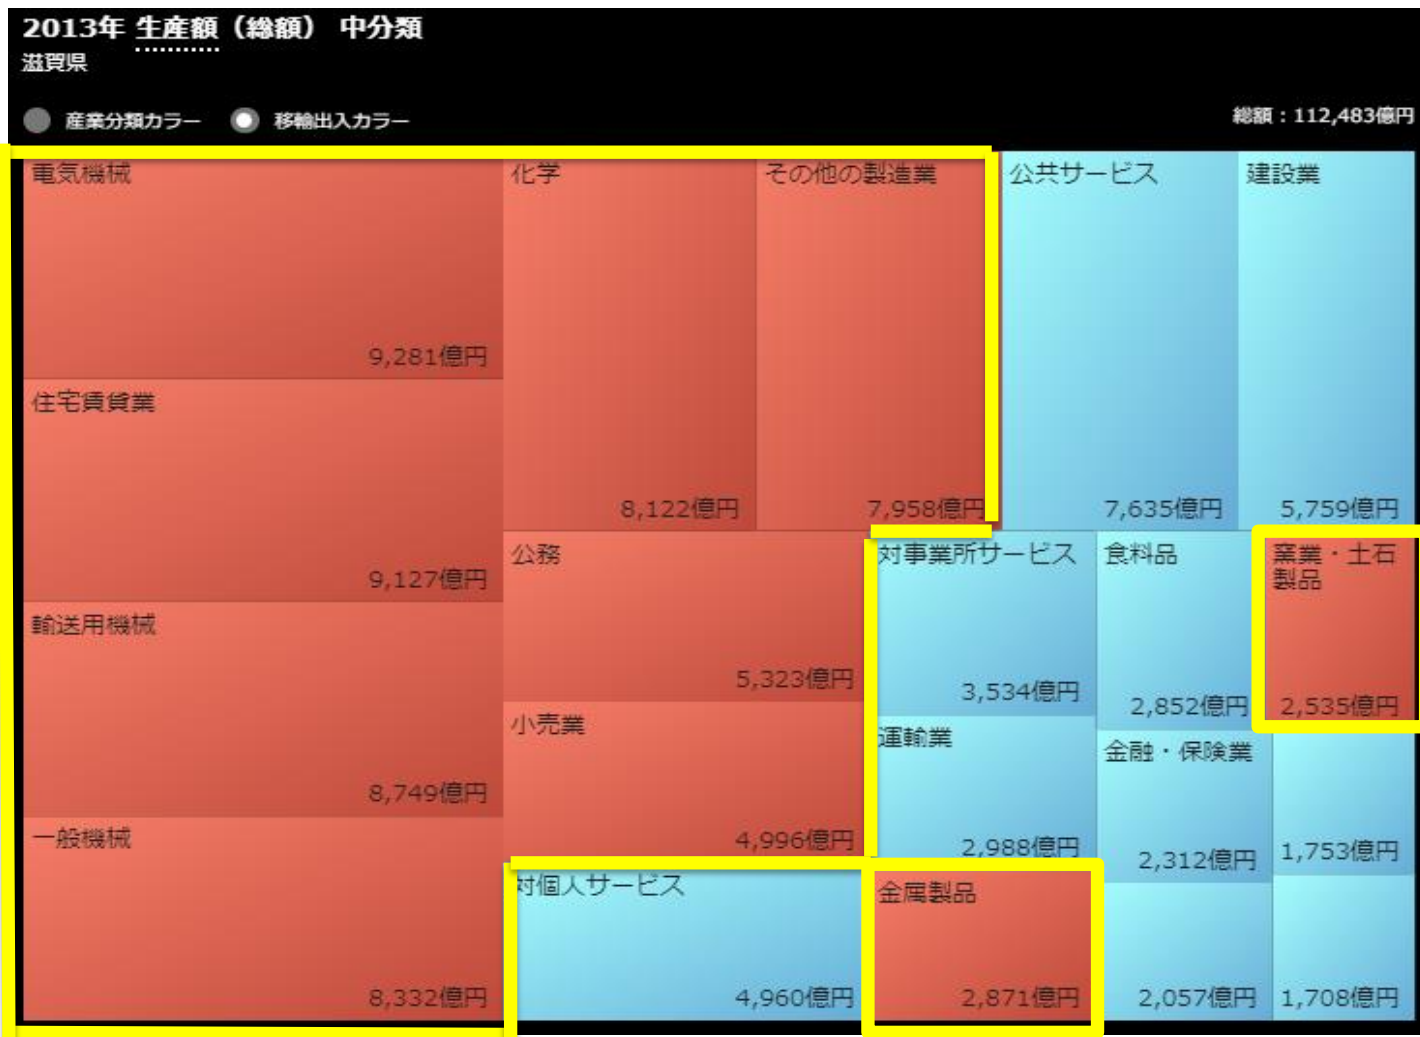 2013年 生産額（総額） 中分類
滋賀県
産業分類カラー 移輸出入カラー
総額：112,483億円
電気機械
9,281億円
住宅賃貸業
9,127億円
輸送用機械
8,749億円
一般機械
8,332億円
化学
8,122億円
その他の製造業
7,958億円
公務
5,323億円
小売業
4,996億円
対個人サービス
4,960億円
公共サービス
7,635億円
建設業
5,759億円
対事業所サービス
3,534億円
運輸業
2,988億円
金属製品
2,871億円
食料品
2,852億円
窯業・土石
製品
2,535億円
金融・保険業
2,312億円
2,057億円
1,753億円
1,708億円